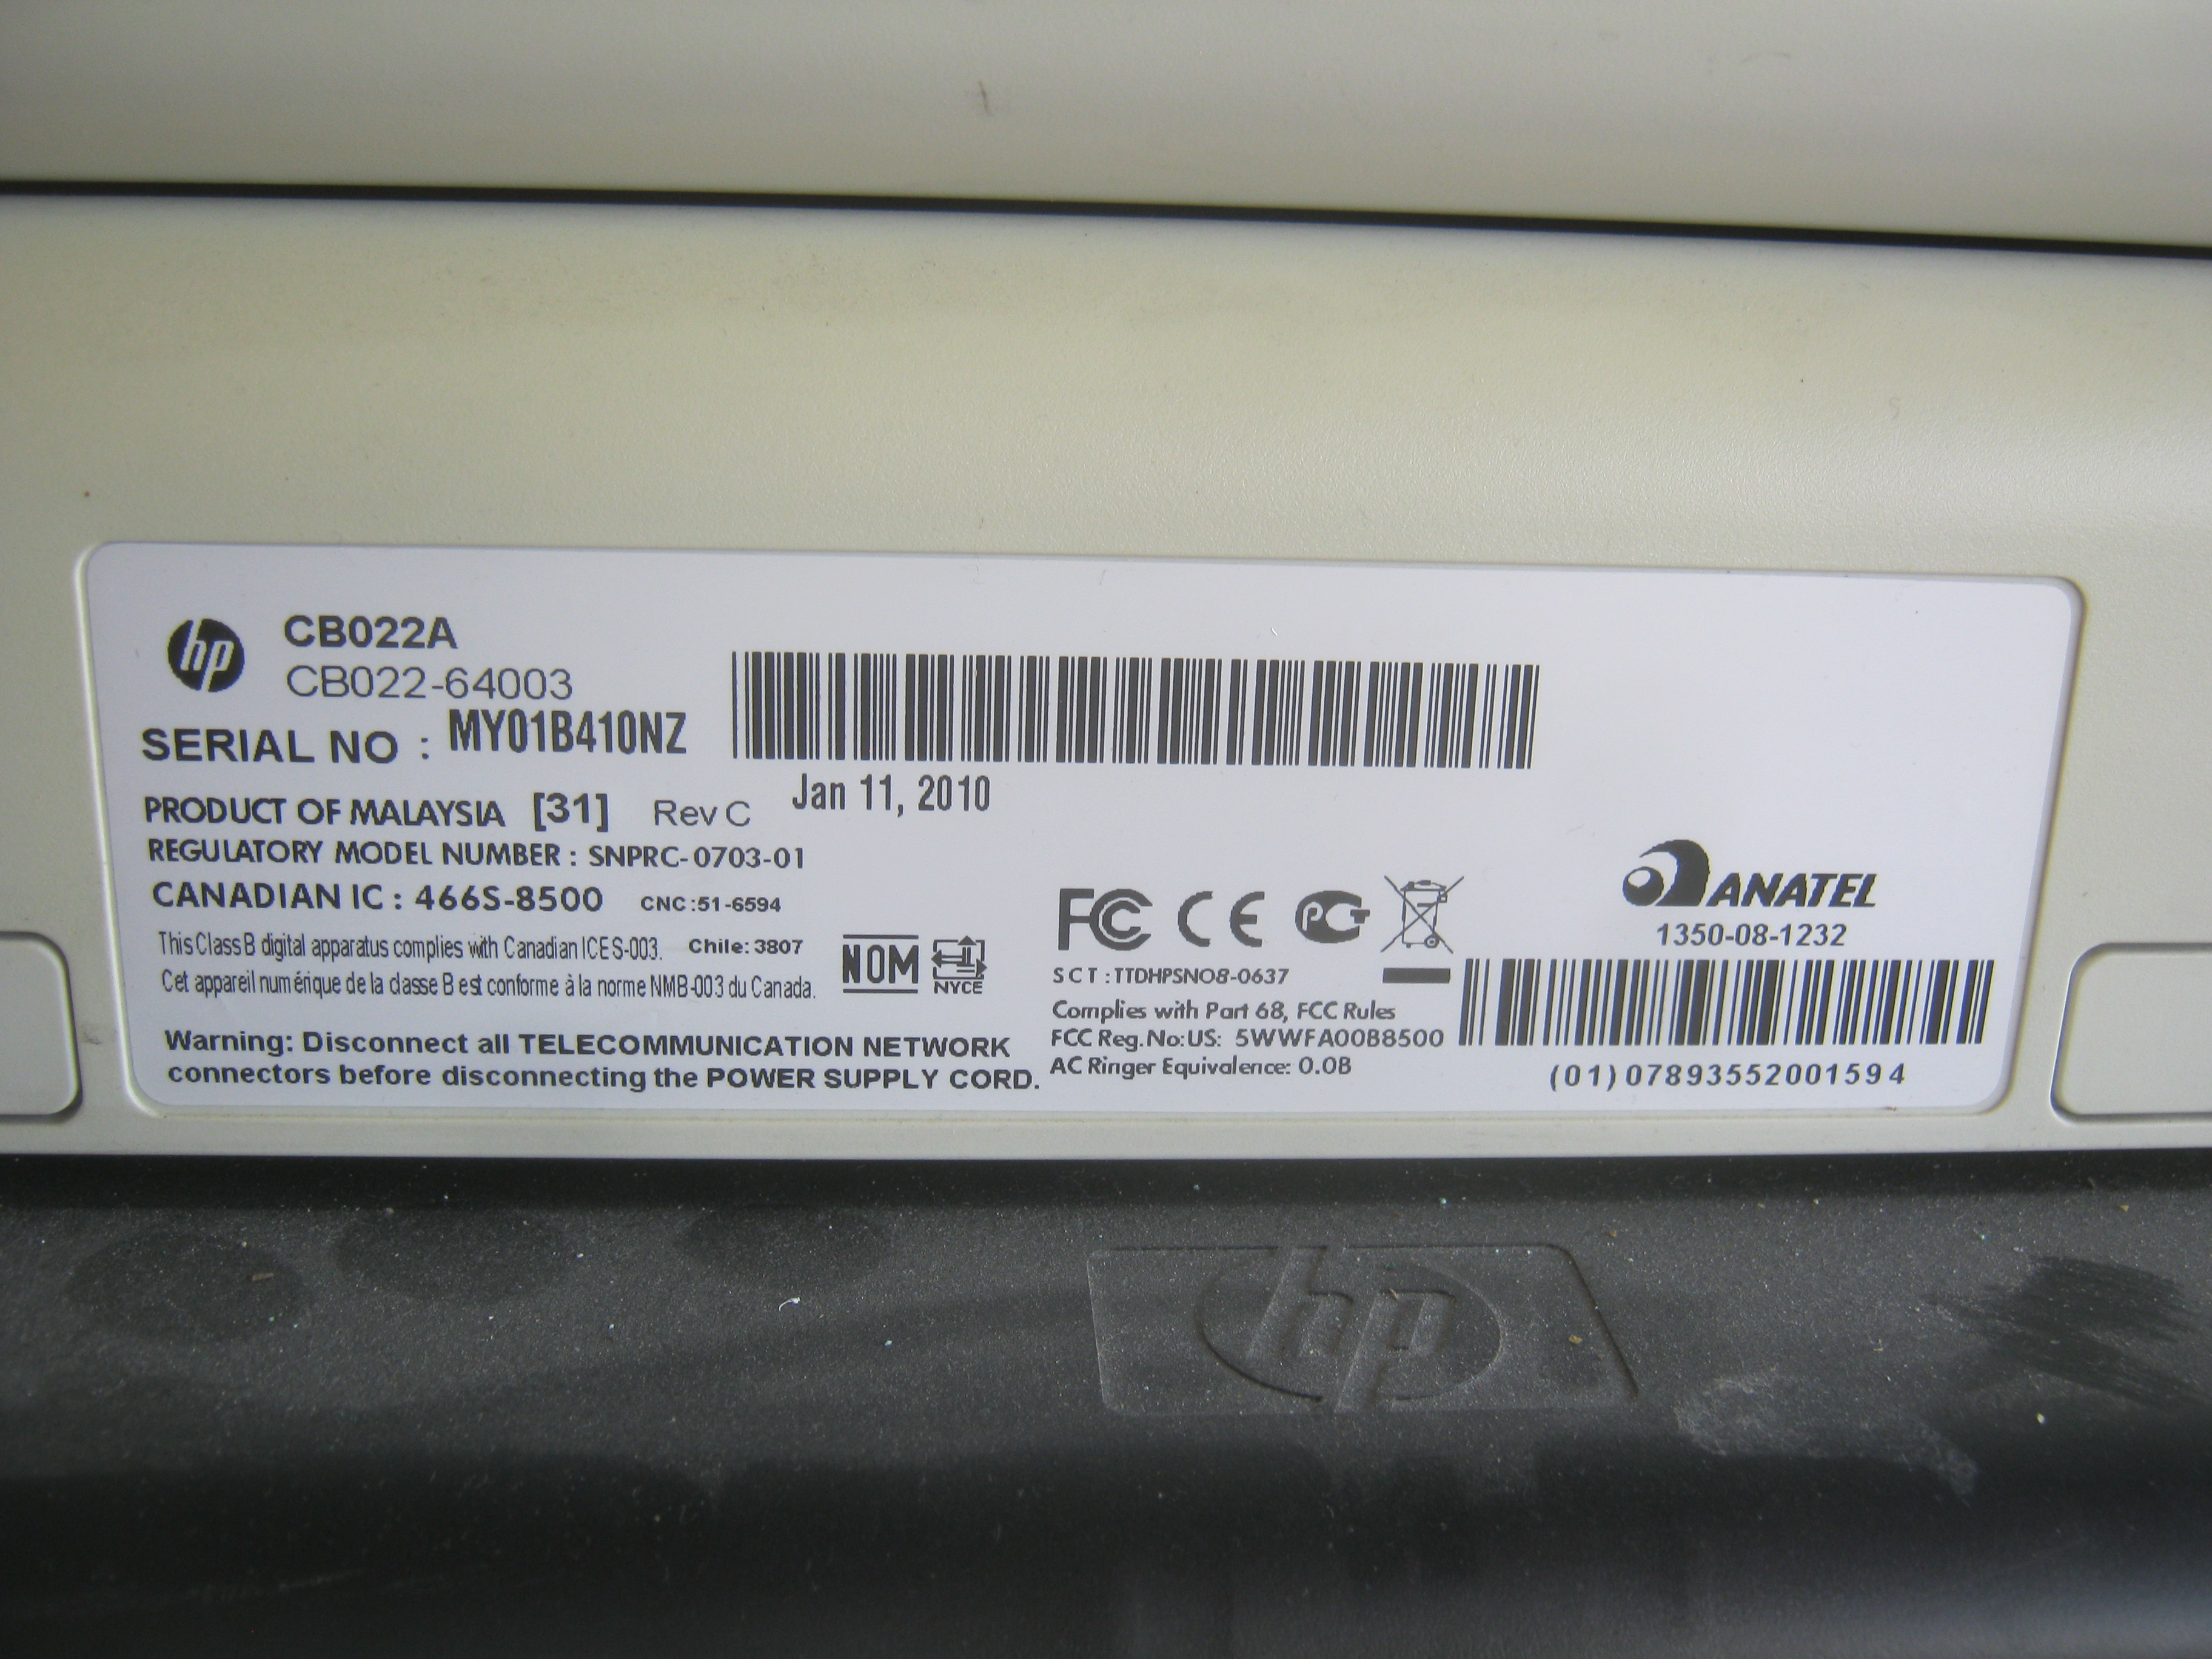 hp
CB022A
CB022-64003
SERIAL NO : MY01B410NZ
Jan 11, 2010
PRODUCT OF MALAYSIA [31] Rev C
REGULATORY MODEL NUMBER : SNPRC-0703-01
CANADIAN IC : 466S-8500 CNC:51-6594
This Class B digital apparatus complies with Canadian ICES-003. Chile: 3807
Cet appareil numérique de la classe B est conforme à la norme NMB-003 du Canada.
NOM
NYCE
Warning: Disconnect all TELECOMMUNICATION NETWORK
connectors before disconnecting the POWER SUPPLY CORD.
FC CE PCT
SCT : TTDHPSNO8-0637
Complies with Part 68, FCC Rules
FCC Reg. No:US: 5WWFA00B8500
AC Ringer Equivalence: 0.0B
ANATEL
1350-08-1232
(01)07893552001594
hp